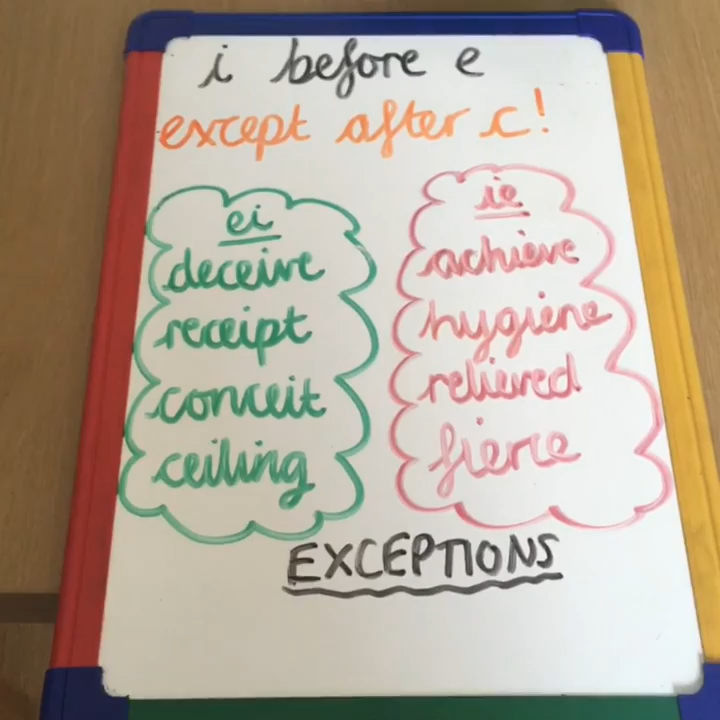 i before e
except after c!
ei
deceive
receipt
conceit
ceiling
ie
achieve
hygiene
relieved
fierce
EXCEPTIONS